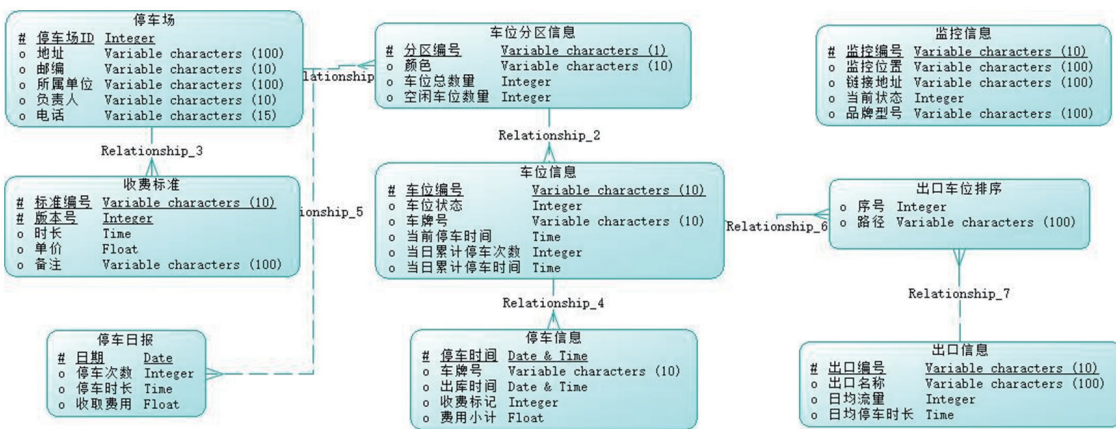 停车场
# 停车场ID Integer
o 地址 Variable characters (100)
o 邮编 Variable characters (10)
o 所属单位 Variable characters (100)
o 负责人 Variable characters (10)
o 电话 Variable characters (15)
lationship
车位分区信息
# 分区编号 Variable characters (1)
o 颜色 Variable characters (10)
o 车位总数量 Integer
o 空闲车位数量 Integer
监控信息
# 监控编号 Variable characters (10)
o 监控位置 Variable characters (100)
o 链接地址 Variable characters (100)
o 当前状态 Integer
o 品牌型号 Variable characters (100)
Relationship_3
Relationship_2
收费标准
# 标准编号 Variable characters (10)
# 版本号 Integer
o 时长 Time
o 单价 Float
o 备注 Variable characters (100)
ionship_5
车位信息
# 车位编号 Variable characters (10)
o 车位状态 Integer
o 车牌号 Variable characters (10)
o 当前停车时间 Time
o 当日累计停车次数 Integer
o 当日累计停车时间 Time
Relationship_6
出口车位排序
o 序号 Integer
o 路径 Variable characters (100)
Relationship_4
Relationship_7
停车日报
# 日期 Date
o 停车次数 Integer
o 停车时长 Time
o 收取费用 Float
停车信息
# 停车时间 Date & Time
o 车牌号 Variable characters (10)
o 出库时间 Date & Time
o 收费标记 Integer
o 费用小计 Float
出口信息
# 出口编号 Variable characters (10)
o 出口名称 Variable characters (100)
o 日均流量 Integer
o 日均停车时长 Time